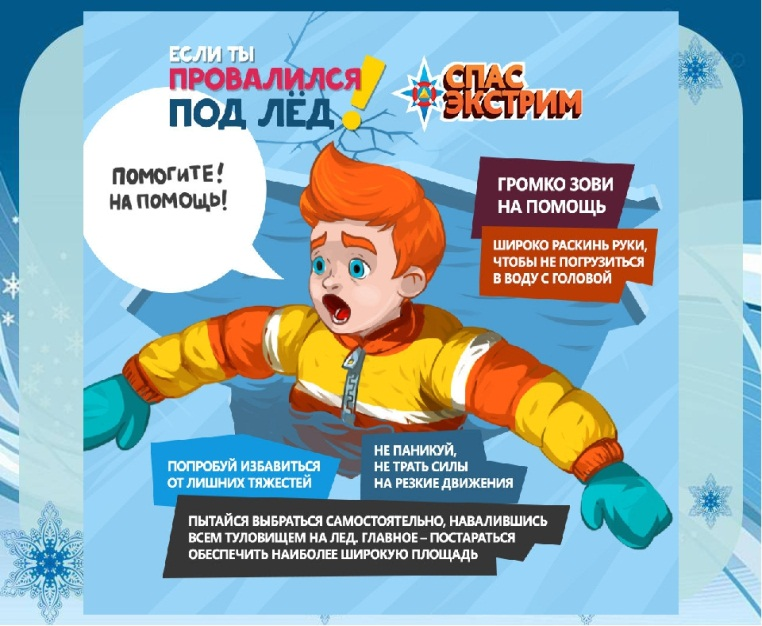 ЕСЛИ ТЫ
ПРОВАЛИЛСЯ
ПОД ЛЁД!
СПАС
ЭКСТРИМ
ПОМОГИТЕ!
НА ПОМОЩЬ!
ГРОМКО ЗОВИ
НА ПОМОЩЬ
ШИРОКО РАСКИНЬ РУКИ,
ЧТОБЫ НЕ ПОГРУЗИТЬСЯ
В ВОДУ С ГОЛОВОЙ
ПОПРОБУЙ ИЗБАВИТЬСЯ
ОТ ЛИШНИХ ТЯЖЕСТЕЙ
НЕ ПАНИКУЙ,
НЕ ТРАТЬ СИЛЫ
НА РЕЗКИЕ ДВИЖЕНИЯ
ПЫТАЙСЯ ВЫБРАТЬСЯ САМОСТОЯТЕЛЬНО, НАВАЛИВШИСЬ
ВСЕМ ТУЛОВИЩЕМ НА ЛЕД. ГЛАВНОЕ – ПОСТАРАТЬСЯ
ОБЕСПЕЧИТЬ НАИБОЛЕЕ ШИРОКУЮ ПЛОЩАДЬ